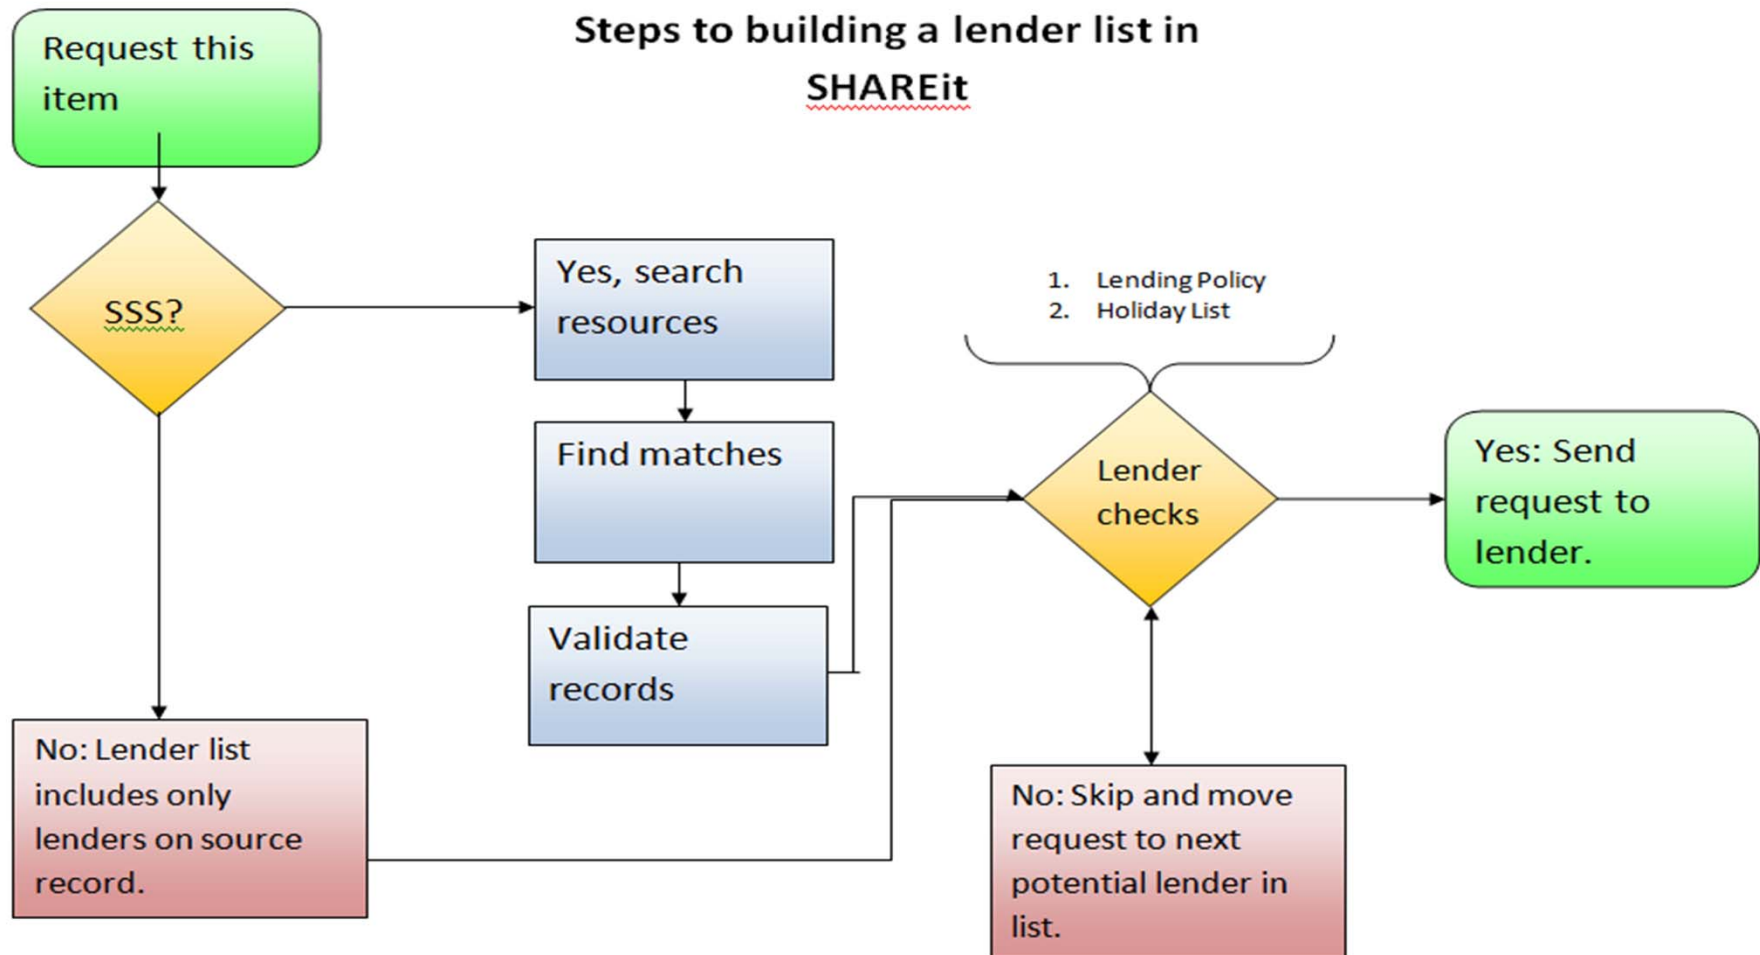 Steps to building a lender list in
SHAREit
Request this
item
SSS?
Yes, search
resources
Find matches
Validate
records
No: Lender list
includes only
lenders on source
record.
1. Lending Policy
2. Holiday List
Lender
checks
Yes: Send
request to
lender.
No: Skip and move
request to next
potential lender in
list.